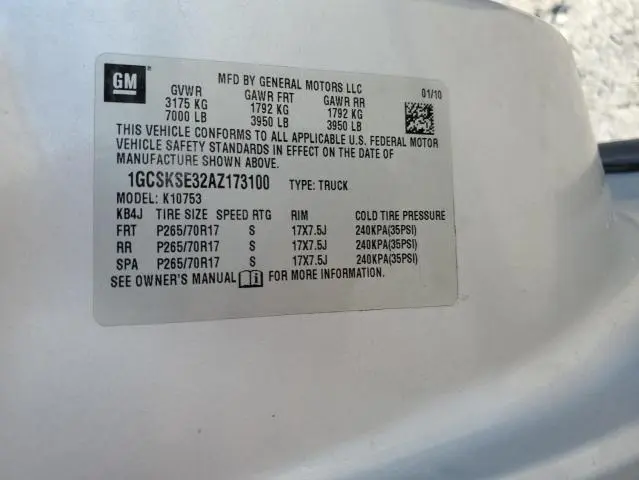 GM
MFD BY GENERAL MOTORS LLC
01/10
GVWR GAWR FRT GAWR RR
3175 KG 1792 KG 1792 KG
7000 LB 3950 LB 3950 LB
THIS VEHICLE CONFORMS TO ALL APPLICABLE U.S. FEDERAL MOTOR
VEHICLE SAFETY STANDARDS IN EFFECT ON THE DATE OF
MANUFACTURE SHOWN ABOVE.
1GCSKSE32AZ173100 TYPE: TRUCK
MODEL: K10753
KB4J TIRE SIZE SPEED RTG RIM COLD TIRE PRESSURE
FRT P265/70R17 S 17X7.5J 240KPA(35PSI)
RR P265/70R17 S 17X7.5J 240KPA(35PSI)
SPA P265/70R17 S 17X7.5J 240KPA(35PSI)
SEE OWNER'S MANUAL FOR MORE INFORMATION.